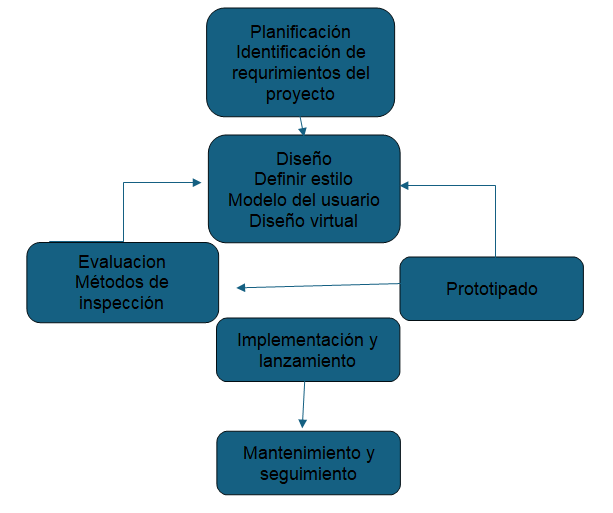 Planificación
Identificación de
requrimientos del
proyecto
Diseño
Definir estilo
Modelo del usuario
Diseño virtual
Evaluacion
Métodos de
inspección
Prototipado
Implementación y
lanzamiento
Mantenimiento y
seguimiento